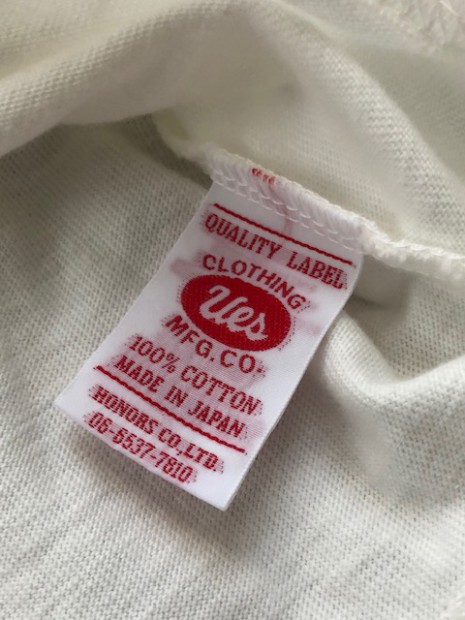 QUALITY LABEL
CLOTHING
Ues
MFG.CO.
100% COTTON
MADE IN JAPAN
HONORS CO.,LTD.
06-6537-7810